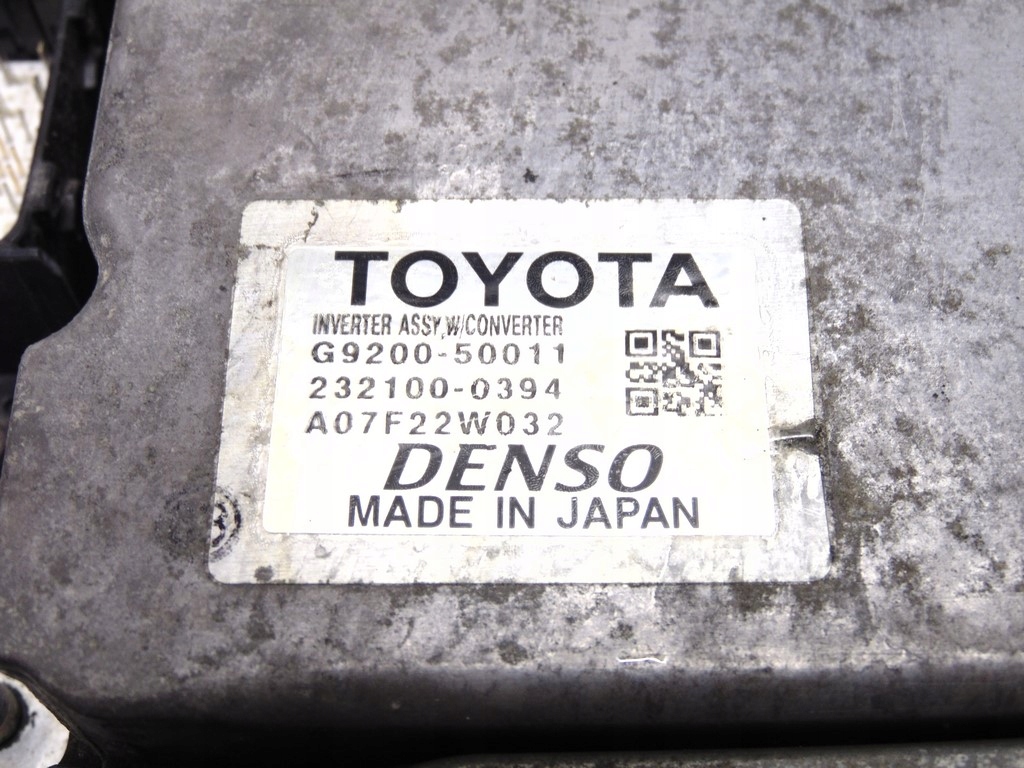 TOYOTA
INVERTER ASSY,W/CONVERTER
G9200-50011
232100-0394
A07F22W032
DENSO
MADE IN JAPAN